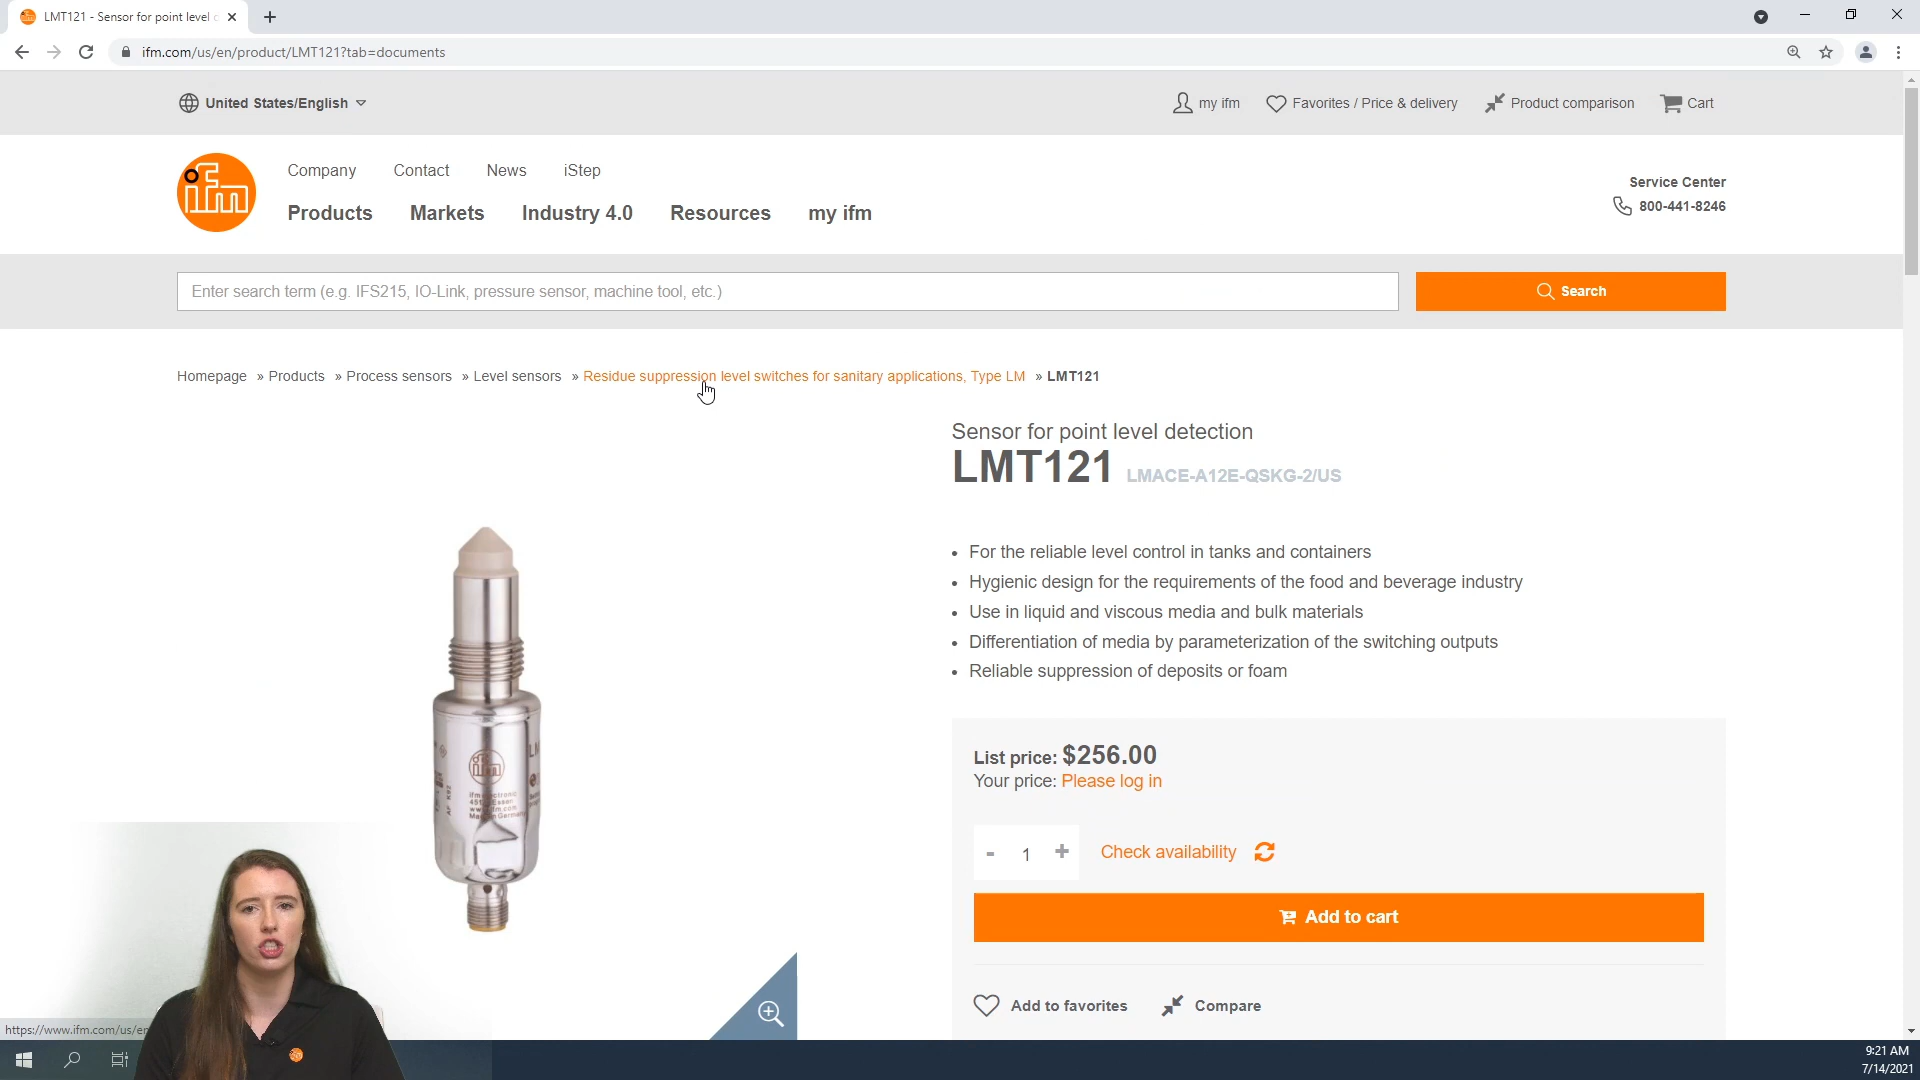 LMT121 - Sensor for point level
ifm.com/us/en/product/LMT121?tab=documents
United States/English
my ifm
Favorites / Price & delivery
Product comparison
Cart
ifm
Company
Contact
News
iStep
Products
Markets
Industry 4.0
Resources
my ifm
Service Center
800-441-8246
Enter search term (e.g. IFS215, IO-Link, pressure sensor, machine tool, etc.)
Search
Homepage » Products » Process sensors » Level sensors » Residue suppression level switches for sanitary applications, Type LM » LMT121
Sensor for point level detection
LMT121 LMACE-A12E-QSKG-2/US
• For the reliable level control in tanks and containers
• Hygienic design for the requirements of the food and beverage industry
• Use in liquid and viscous media and bulk materials
• Differentiation of media by parameterization of the switching outputs
• Reliable suppression of deposits or foam
ifm
List price: $256.00
Your price: Please log in
- 1 +
Check availability
Add to cart
Add to favorites
Compare
https://www.ifm.com/us/en
9:21 AM
7/14/2021